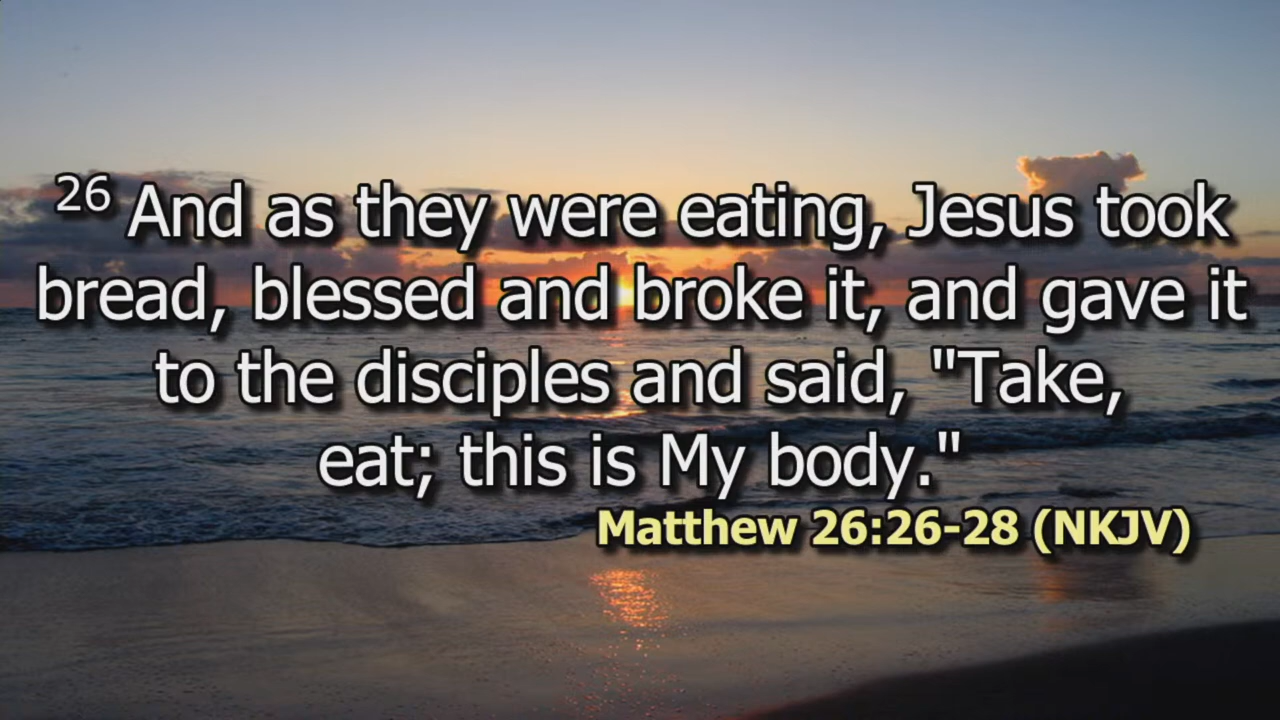 26 And as they were eating, Jesus took
bread, blessed and broke it, and gave it
to the disciples and said, "Take,
eat; this is My body."
Matthew 26:26-28 (NKJV)